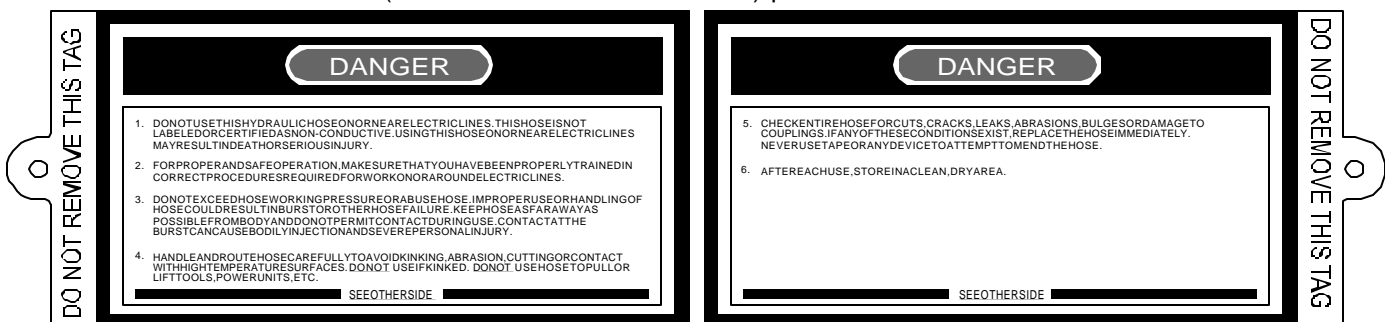 DO NOT REMOVE THIS TAG
DANGER
1. DONOTUSETHISHYDRAULICHOSEONORNEARELECTRICLINES.THISHOSEISNOT
LABELEDORCERTIFIEDASNON-CONDUCTIVE.USINGTHISHOSEONORNEARELECTRICLINES
MAYRESULTINDEATHORSERIOUSINJURY.
2. FORPROPERANDSAFEOPERATION,MAKESURETHATYOUHAVEBEENPROPERLYTRAINEDIN
CORRECTPROCEDURESREQUIREDFORWORKONORAROUNDELECTRICLINES.
3. DONOTEXCEEDHOSEWORKINGPRESSUREORABUSEHOSE.IMPROPERUSEORHANDLINGOF
HOSECOULDRESULTINBURSTOROTHERHOSEFAILURE.KEEPHOSEASFARAWAYAS
POSSIBLEFROMBODYANDDONOTPERMITCONTACTDURINGUSE.CONTACTATTHE
BURSTCANCAUSEBODILYINJECTIONANDSEVEREPERSONALINJURY.
4. HANDLEANDROUTEHOSECAREFULLYTOAVOIDKINKING,ABRASION,CUTTINGORCONTACT
WITHHIGHTEMPERATURESURFACES.DONOT USEIFKINKED. DONOT USEHOSETOPULLOR
LIFTTOOLS,POWERUNITS,ETC.
SEEOTHERSIDE
DANGER
5. CHECKENTIREHOSEFORCUTS,CRACKS,LEAKS,ABRASIONS,BULGESORDAMAGETO
COUPLINGS.IFANYOFTHESECONDITIONSEXIST,REPLACETHEHOSEIMMEDIATELY.
NEVERUSETAPEORANYDEVICETOATTEMPTTOMENDTHEHOSE.
6. AFTEREACHUSE,STOREINACLEAN,DRYAREA.
SEEOTHERSIDE
DO NOT REMOVE THIS TAG